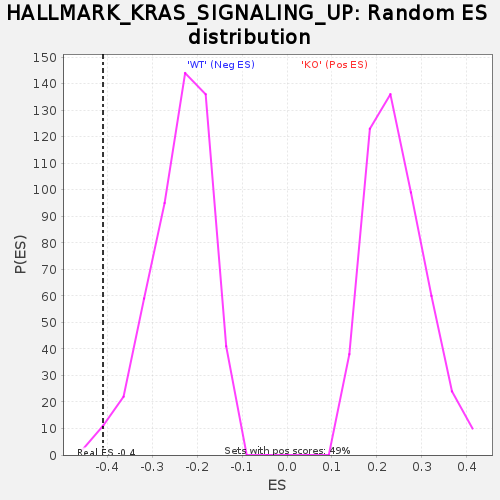 HALLMARK_KRAS_SIGNALING_UP: Random ES
distribution
'WT' (Neg ES)
'KO' (Pos ES)
150
140
130
120
110
100
90
80
70
60
50
40
30
20
10
0
P(ES)
Real ES -0.4
Sets with pos scores: 49%
-0.4 -0.3 -0.2 -0.1 0.0 0.1 0.2 0.3 0.4
ES